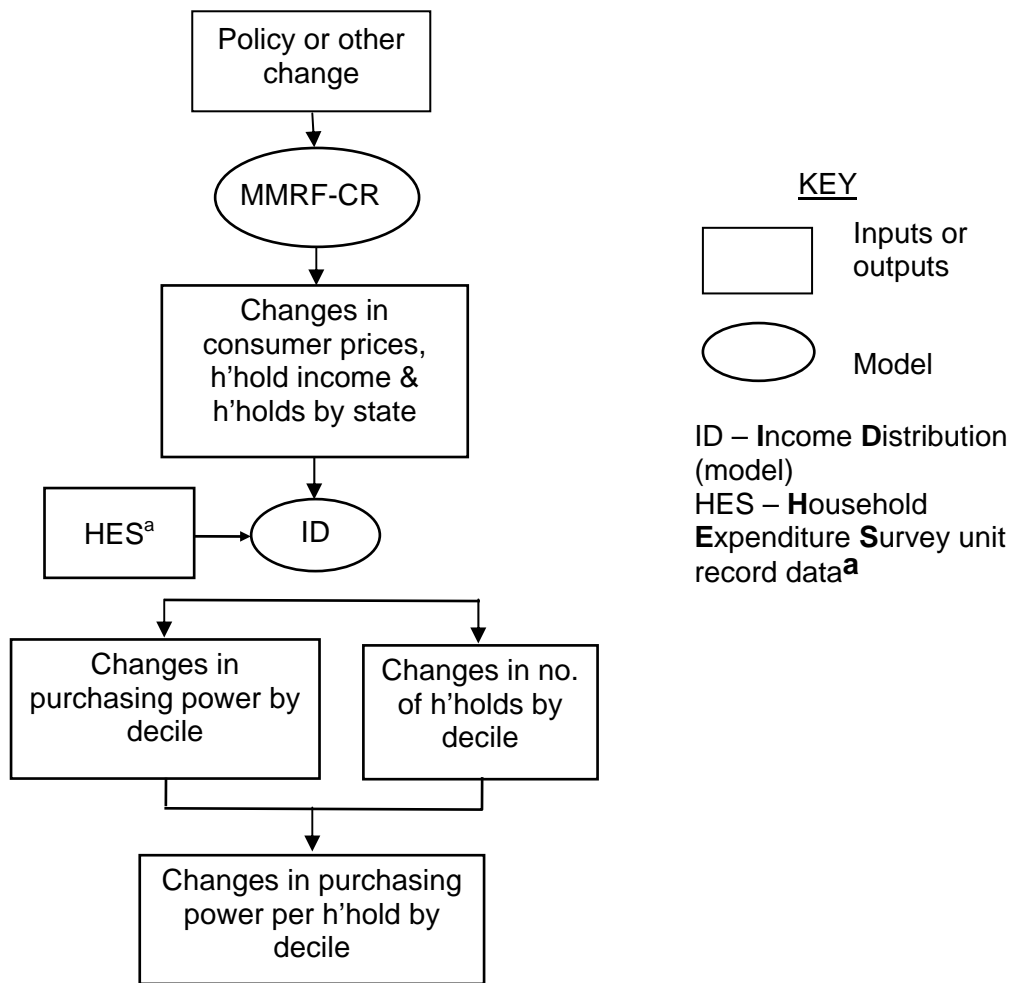 Policy or other
change
MMRF-CR
Changes in
consumer prices,
h'hold income &
h'holds by state
HESᵃ
ID
Changes in
purchasing power by
decile
Changes in no.
of h'holds by
decile
Changes in purchasing
power per h'hold by
decile
KEY
Inputs or
outputs
Model
ID – Income Distribution
(model)
HES – Household
Expenditure Survey unit
record dataᵃ